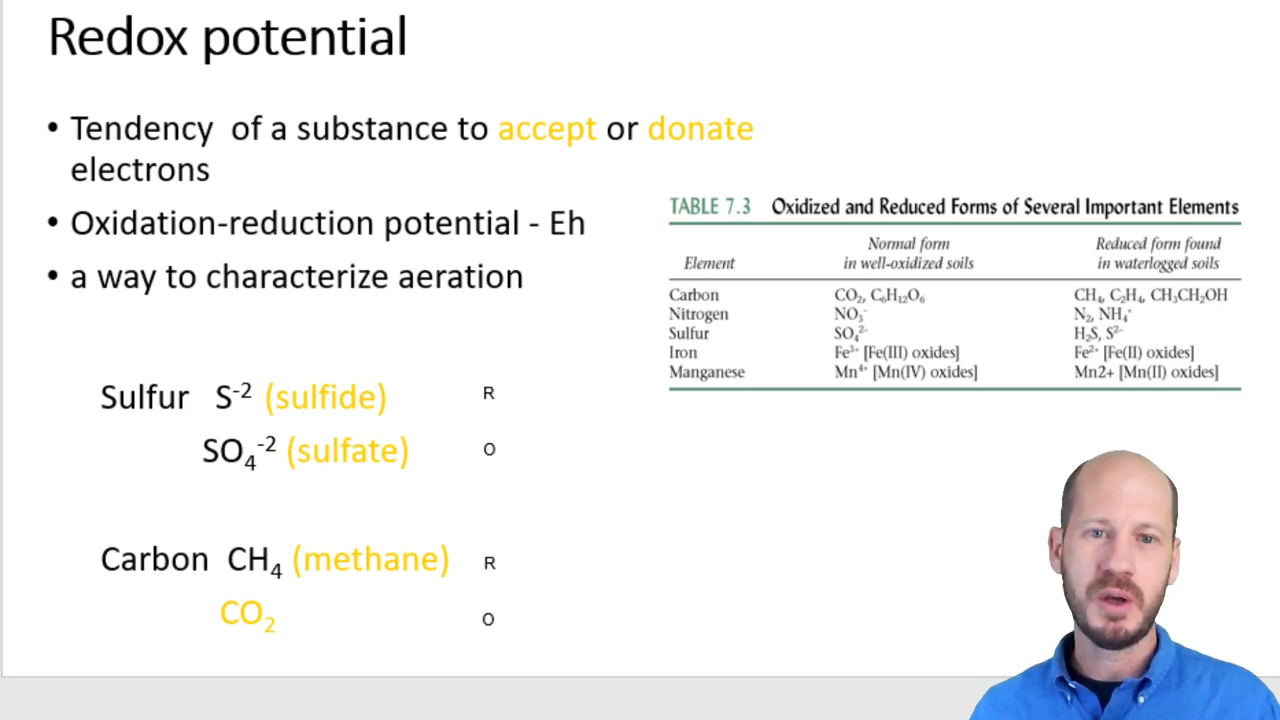 Redox potential
• Tendency of a substance to accept or donate
electrons
• Oxidation-reduction potential - Eh
• a way to characterize aeration
Sulfur S⁻² (sulfide) R
SO₄⁻² (sulfate) O
Carbon CH₄ (methane) R
CO₂ O
TABLE 7.3 Oxidized and Reduced Forms of Several Important Elements
Element Normal form in well-oxidized soils Reduced form found in waterlogged soils
Carbon CO₂, C₆H₁₂O₆ CH₄, C₂H₄, CH₃CH₂OH
Nitrogen NO₃⁻ N₂, NH₄⁺
Sulfur SO₄²⁻ H₂S, S²⁻
Iron Fe³⁺ [Fe(III) oxides] Fe²⁺ [Fe(II) oxides]
Manganese Mn⁴⁺ [Mn(IV) oxides] Mn2+ [Mn(II) oxides]